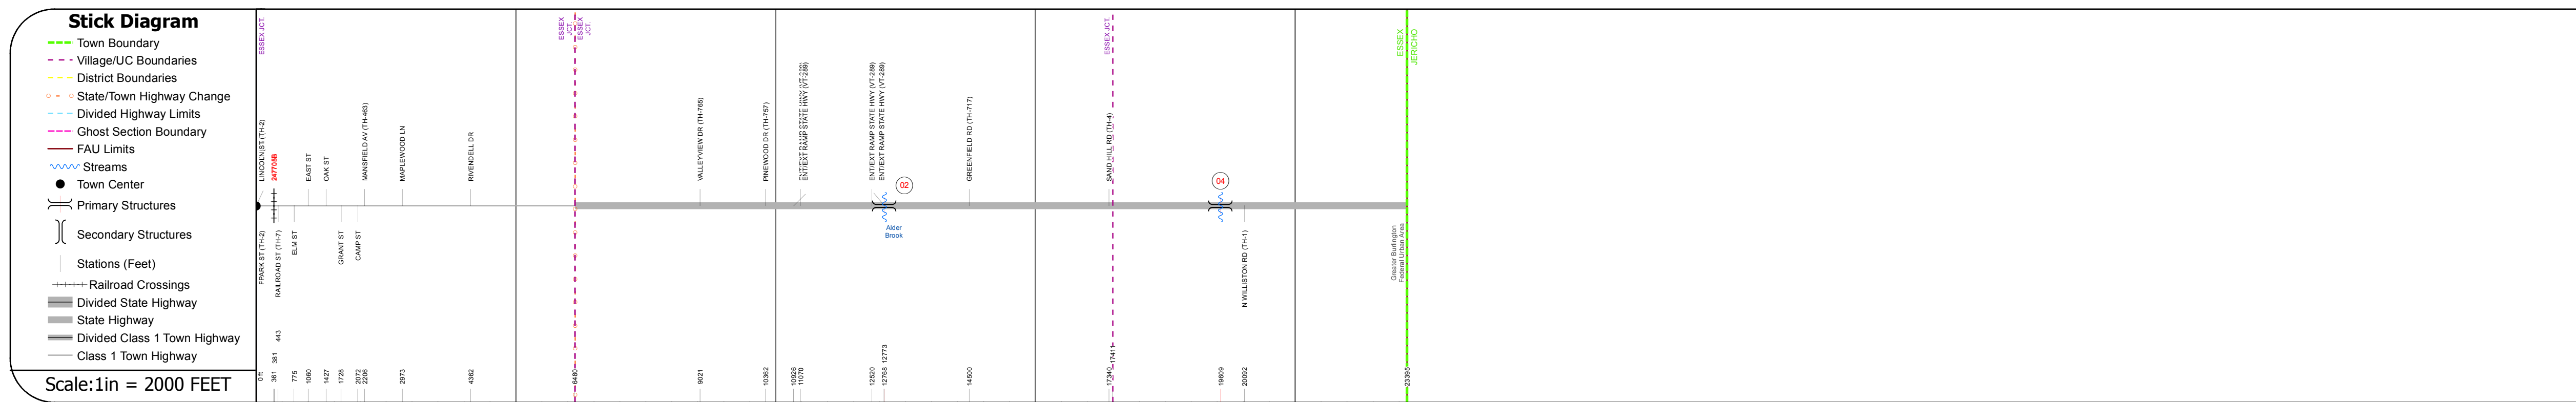 Stick Diagram
Town Boundary
Village/UC Boundaries
District Boundaries
State/Town Highway Change
Divided Highway Limits
Ghost Section Boundary
FAU Limits
Streams
Town Center
Primary Structures
Secondary Structures
Stations (Feet)
Railroad Crossings
Divided State Highway
State Highway
Divided Class 1 Town Highway
Class 1 Town Highway
Scale:1in = 2000 FEET
ESSEX JCT.
ESSEX
JCT.
ESSEX
JCT.
ESSEX JCT.
ESSEX
JERICHO
LINCOLN ST (TH-2)
247705B
EAST ST
OAK ST
MANSFIELD AV (TH-463)
MAPLEWOOD LN
RIVENDELL DR
VALLEYVIEW DR (TH-765)
PINEWOOD DR (TH-757)
ENT/EXT RAMP STATE HWY (VT-289)
ENT/EXT RAMP STATE HWY (VT-289)
ENT/EXT RAMP STATE HWY (VT-289)
GREENFIELD RD (TH-717)
SAND HILL RD (TH-4)
02
04
PARK ST (TH-2)
RAILROAD ST (TH-7)
ELM ST
GRANT ST
CAMP ST
Alder
Brook
N WILLISTON RD (TH-1)
Greater Burlington
Federal Urban Area
0 ft
361
381
443
775
1060
1427
1728
2072
2206
2973
4362
6480
9021
10362
10926
11070
12520
12768
12773
14500
17340
17411
19609
20092
23395